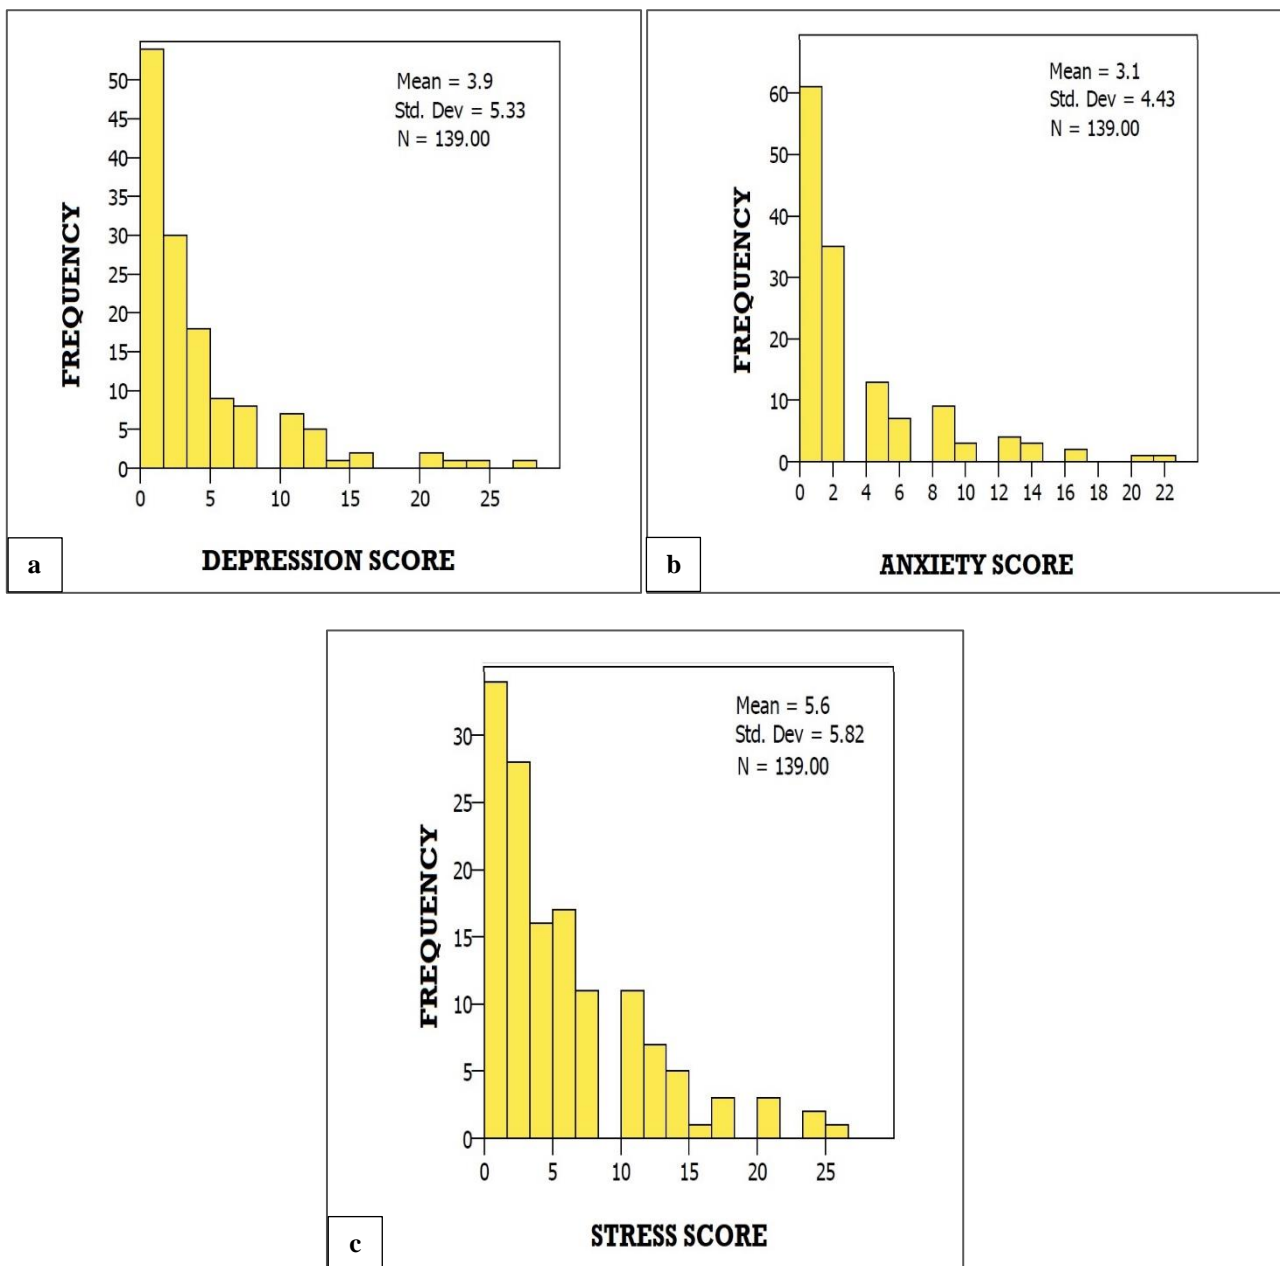 Mean = 3.9
Std. Dev = 5.33
N = 139.00
FREQUENCY
50
45
40
35
30
25
20
15
10
5
0
0 5 10 15 20 25
DEPRESSION SCORE
a
Mean = 3.1
Std. Dev = 4.43
N = 139.00
FREQUENCY
60
50
40
30
20
10
0
0 2 4 6 8 10 12 14 16 18 20 22
ANXIETY SCORE
b
Mean = 5.6
Std. Dev = 5.82
N = 139.00
FREQUENCY
30
25
20
15
10
5
0
0 5 10 15 20 25
STRESS SCORE
c